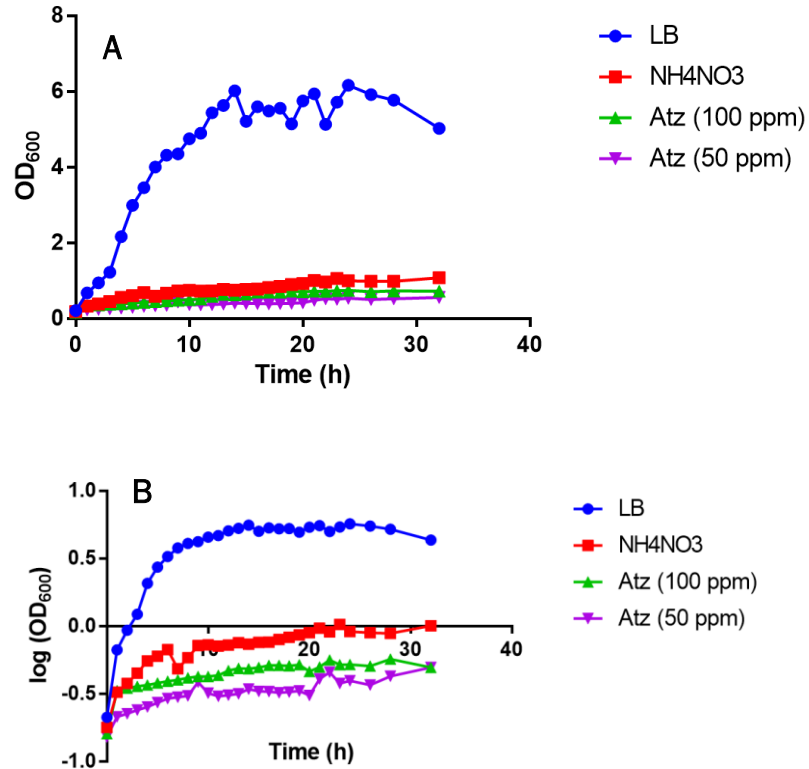 A
8
6
4
2
0
OD600
0 10 20 30 40
Time (h)
LB
NH4NO3
Atz (100 ppm)
Atz (50 ppm)
B
1.0
0.5
0.0
-0.5
-1.0
log (OD600)
10 20 30 40
Time (h)
LB
NH4NO3
Atz (100 ppm)
Atz (50 ppm)